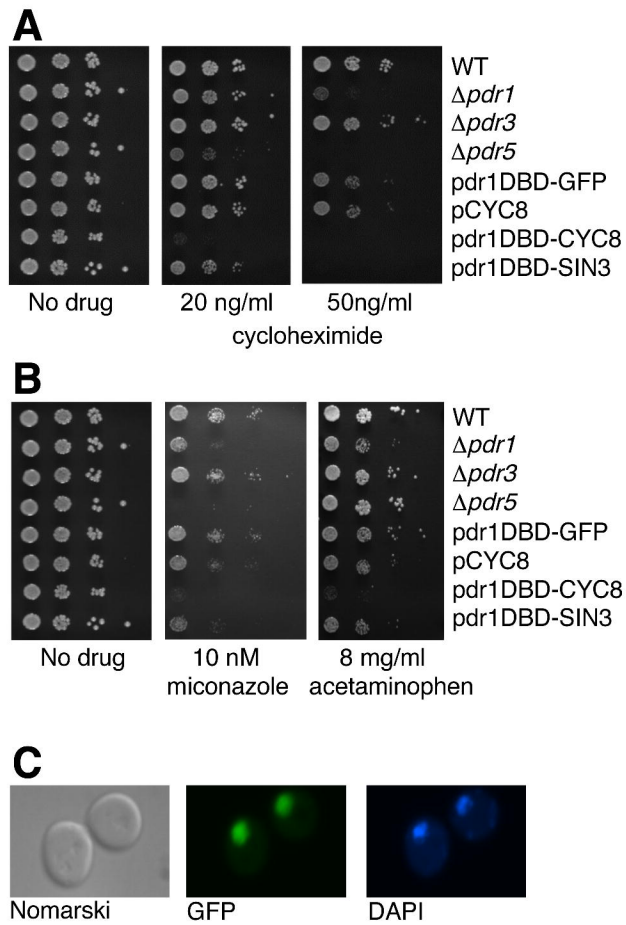 A
WT
Δpdr1
Δpdr3
Δpdr5
pdr1DBD-GFP
pCYC8
pdr1DBD-CYC8
pdr1DBD-SIN3
No drug
20 ng/ml
50ng/ml
cycloheximide
B
WT
Δpdr1
Δpdr3
Δpdr5
pdr1DBD-GFP
pCYC8
pdr1DBD-CYC8
pdr1DBD-SIN3
No drug
10 nM
8 mg/ml
miconazole
acetaminophen
C
Nomarski
GFP
DAPI